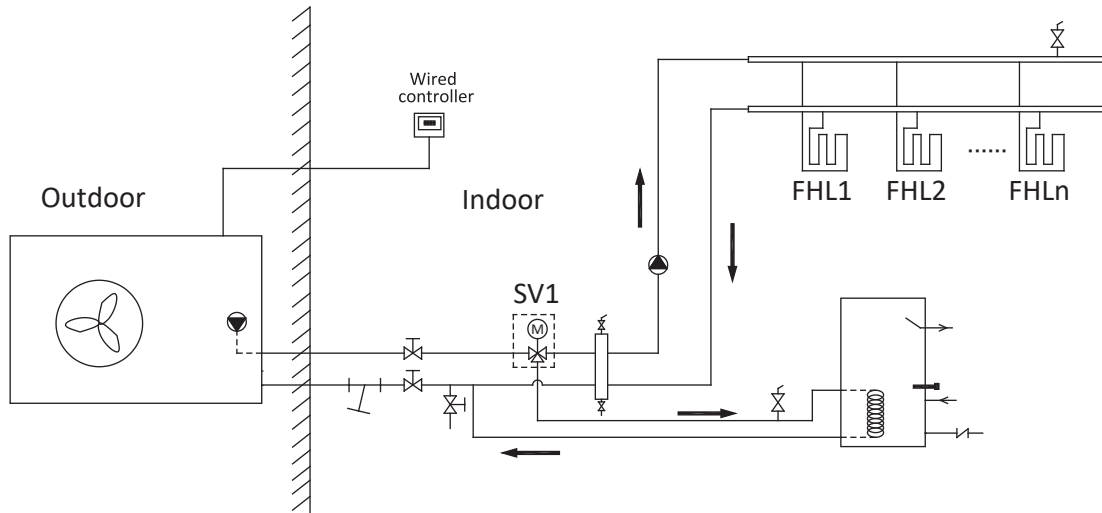 Wired
controller
Outdoor
Indoor
FHL1
FHL2
......
FHLn
SV1
M